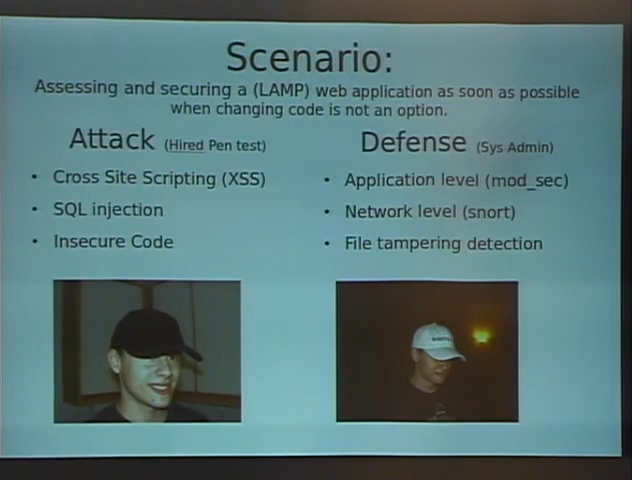 Scenario:
Assessing and securing a (LAMP) web application as soon as possible
when changing code is not an option.
Attack (Hired Pen test)
• Cross Site Scripting (XSS)
• SQL injection
• Insecure Code
Defense (Sys Admin)
• Application level (mod_sec)
• Network level (snort)
• File tampering detection